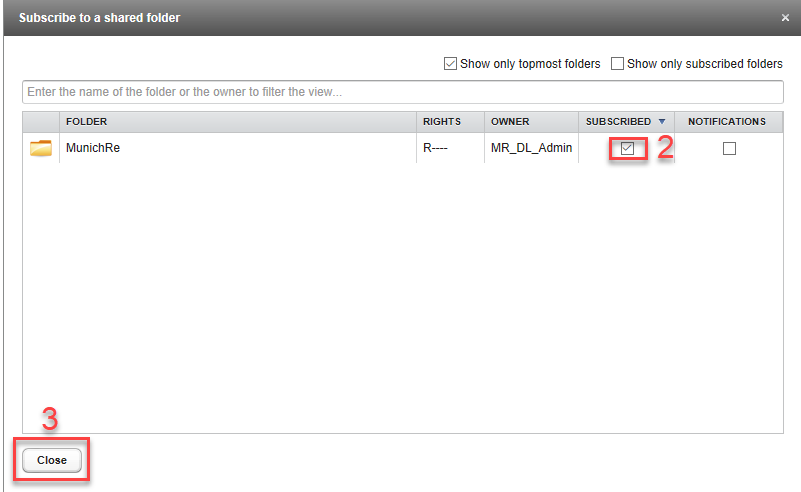 Subscribe to a shared folder ×
Show only topmost folders Show only subscribed folders
Enter the name of the folder or the owner to filter the view...
FOLDER RIGHTS OWNER SUBSCRIBED NOTIFICATIONS
MunichRe R---- MR_DL_Admin 2
3
Close